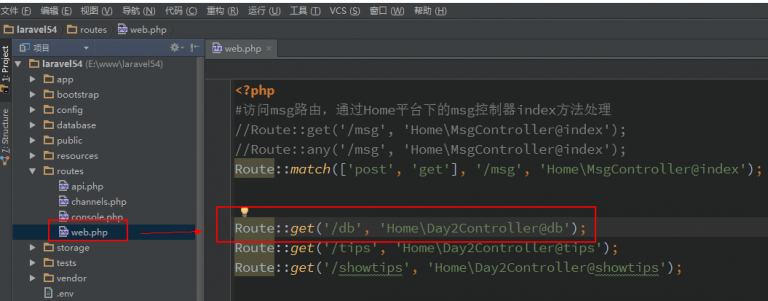 文件 (F) 编辑 (E) 视图 (V) 导航 (N) 代码 (C) 重构 (R) 运行 (U) 工具 (T) VCS (S) 窗口 (W) 帮助 (H)
laravel54 routes web.php
1: Project
7: Structure
项目
laravel54 (E:\www\laravel54)
app
bootstrap
config
database
public
resources
routes
api.php
channels.php
console.php
web.php
storage
tests
vendor
.env
web.php ×
<?php
#访问msg路由，通过Home平台下的msg控制器index方法处理
//Route::get('/msg', 'Home\MsgController@index');
//Route::any('/msg', 'Home\MsgController@index');
Route::match(['post', 'get'], '/msg', 'Home\MsgController@index');
Route::get('/db', 'Home\Day2Controller@db');
Route::get('/tips', 'Home\Day2Controller@tips');
Route::get('/showtips', 'Home\Day2Controller@showtips');